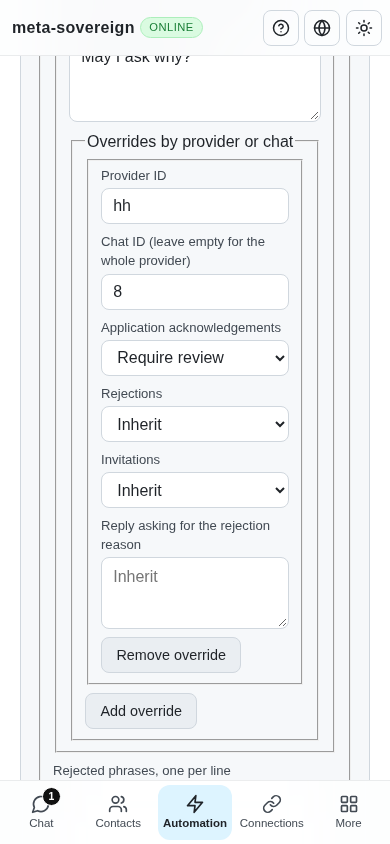 meta-sovereign ONLINE
May I ask why?
Overrides by provider or chat
Provider ID
hh
Chat ID (leave empty for the
whole provider)
8
Application acknowledgements
Require review
Rejections
Inherit
Invitations
Inherit
Reply asking for the rejection
reason
Inherit
Remove override
Add override
Rejected phrases, one per line
1
Chat Contacts Automation Connections More